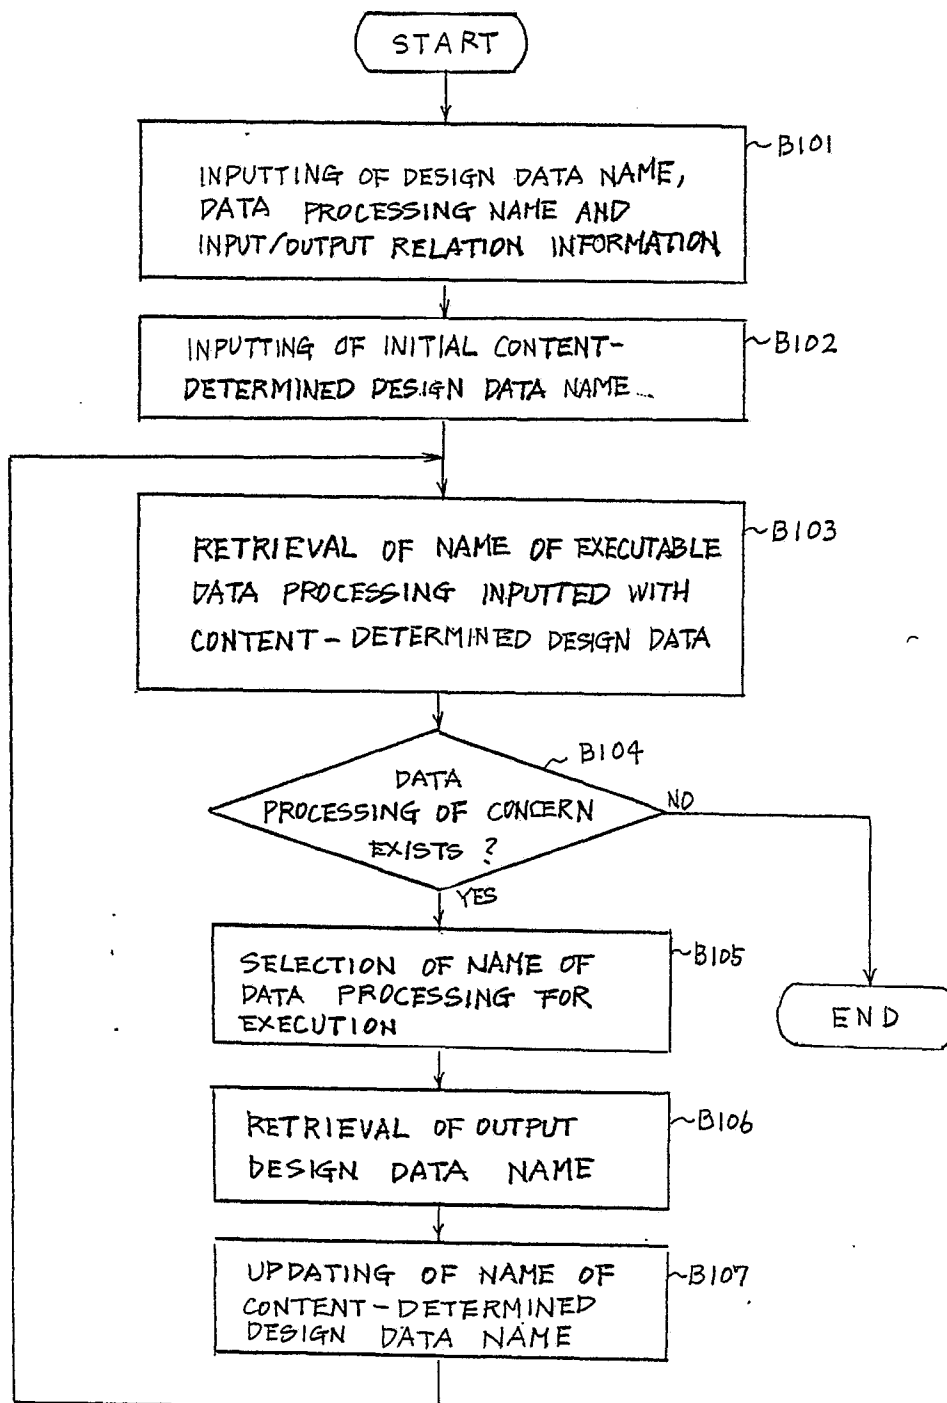 START
B101
INPUTTING OF DESIGN DATA NAME,
DATA PROCESSING NAME AND
INPUT/OUTPUT RELATION INFORMATION
B102
INPUTTING OF INITIAL CONTENT-
DETERMINED DESIGN DATA NAME
B103
RETRIEVAL OF NAME OF EXECUTABLE
DATA PROCESSING INPUTTED WITH
CONTENT-DETERMINED DESIGN DATA
B104
DATA
PROCESSING OF CONCERN
EXISTS ?
NO
YES
B105
SELECTION OF NAME OF
DATA PROCESSING FOR
EXECUTION
END
B106
RETRIEVAL OF OUTPUT
DESIGN DATA NAME
B107
UPDATING OF NAME OF
CONTENT-DETERMINED
DESIGN DATA NAME